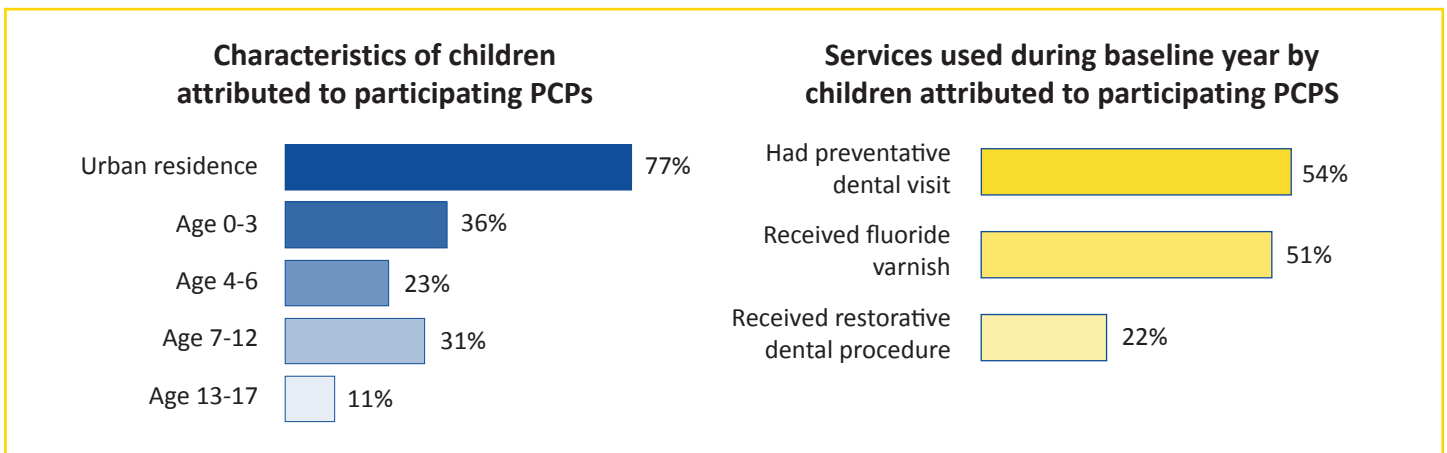 Characteristics of children
attributed to participating PCPs
Urban residence
77%
Age 0-3
36%
Age 4-6
23%
Age 7-12
31%
Age 13-17
11%
Services used during baseline year by
children attributed to participating PCPS
Had preventative
dental visit
54%
Received fluoride
varnish
51%
Received restorative
dental procedure
22%